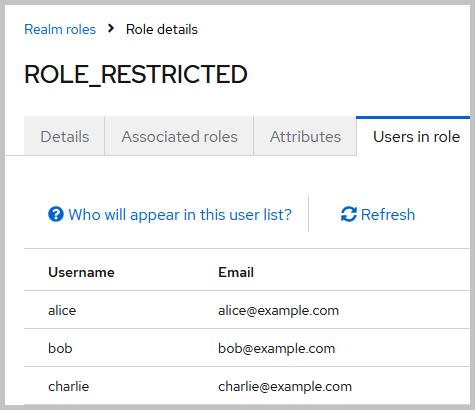 Realm roles > Role details
ROLE_RESTRICTED
Details Associated roles Attributes Users in role
Who will appear in this user list? Refresh
Username Email
alice alice@example.com
bob bob@example.com
charlie charlie@example.com